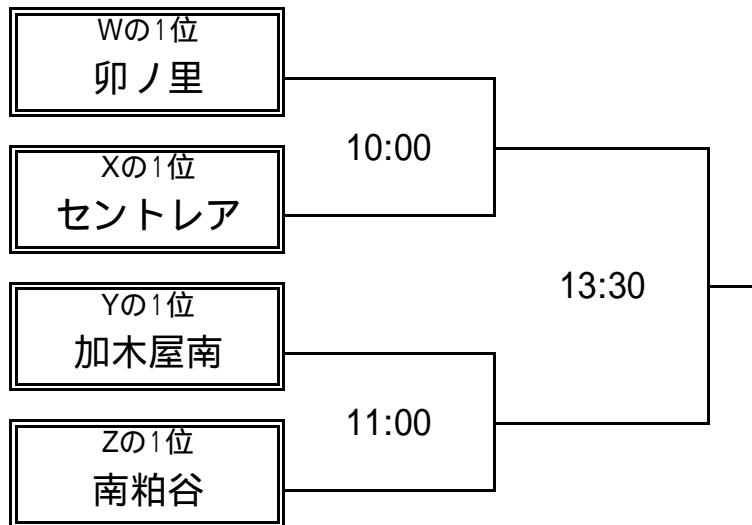 Wの1位
卯ノ里
10:00
Xの1位
セントレア
13:30
Yの1位
加木屋南
11:00
Zの1位
南粕谷